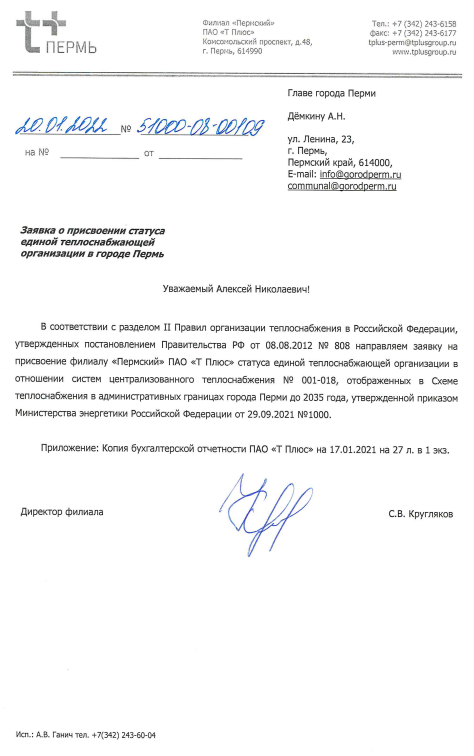 ПЕРМЬ
Филиал «Пермский»
ПАО «Т Плюс»
Комсомольский проспект, д.48,
г. Пермь, 614990
Тел.: +7 (342) 243-6158
факс: +7 (342) 243-6177
tplus-perm@tplusgroup.ru
www.tplusgroup.ru
Главе города Перми
Дёмкину А.Н.
ул. Ленина, 23,
г. Пермь,
Пермский край, 614000,
E-mail: info@gorodperm.ru
communal@gorodperm.ru
20.01.2022 № 51000-08-00109
на № ____________ от ____________
Заявка о присвоении статуса
единой теплоснабжающей
организации в городе Пермь
Уважаемый Алексей Николаевич!
В соответствии с разделом II Правил организации теплоснабжения в Российской Федерации,
утвержденных постановлением Правительства РФ от 08.08.2012 № 808 направляем заявку на
присвоение филиалу «Пермский» ПАО «Т Плюс» статуса единой теплоснабжающей организации в
отношении систем централизованного теплоснабжения № 001-018, отображенных в Схеме
теплоснабжения в административных границах города Перми до 2035 года, утвержденной приказом
Министерства энергетики Российской Федерации от 29.09.2021 №1000.
Приложение: Копия бухгалтерской отчетности ПАО «Т Плюс» на 17.01.2021 на 27 л. в 1 экз.
Директор филиала
С.В. Кругляков
Исп.: А.В. Ганич тел. +7(342) 243-60-04